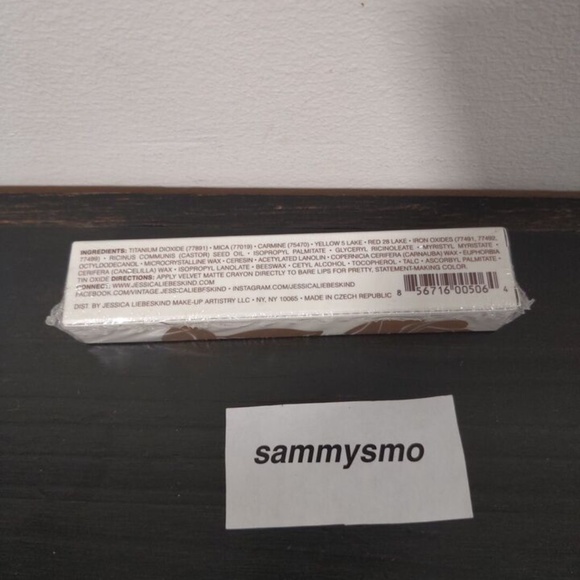 INGREDIENTS: TITANIUM DIOXIDE (77891) • MICA (77019) • CARMINE (75470) • YELLOW 5 LAKE • RED 28 LAKE • IRON OXIDES (77491, 77492,
77499) • RICINUS COMMUNIS (CASTOR) SEED OIL • ISOPROPYL PALMITATE • GLYCERYL RICINOLEATE • MYRISTYL MYRISTATE •
OCTYLDODECANOL • MICROCRYSTALLINE WAX • CERESIN • ACETYLATED LANOLIN • COPERNICA CERIFERA (CARNAUBA) WAX • EUPHORBIA
CERIFERA (CANCELILLA) WAX • ISOPROPYL LANOLATE • BEESWAX • CETYL ALCOHOL • TOCOPHEROL • TALC • ASCORBYL PALMITATE •
TIN OXIDE DIRECTIONS: APPLY VELVET MATTE CRAYON DIRECTLY TO BARE LIPS FOR PRETTY, STATEMENT-MAKING COLOR.
CONNECT: WWW.JESSICALIEBESKIND.COM
FACEBOOK.COM/VINTAGE.JESSICALIEBESKIND • INSTAGRAM.COM/JESSICALIEBESKIND
DIST. BY JESSICA LIEBESKIND MAKE-UP ARTISTRY LLC • NY, NY 10065 • MADE IN CZECH REPUBLIC
8 56716 00506 4
sammysmo